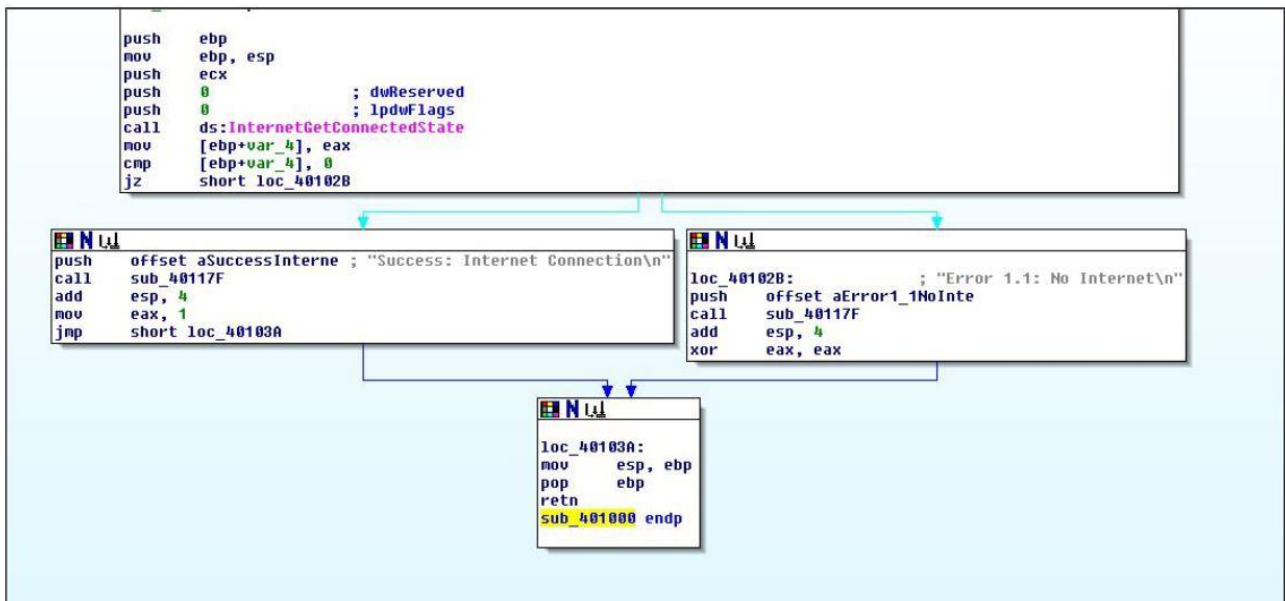 push ebp
mov ebp, esp
push ecx
push 0 ; dwReserved
push 0 ; lpdwFlags
call ds:InternetGetConnectedState
mov [ebp+var_4], eax
cmp [ebp+var_4], 0
jz short loc_40102B
push offset aSuccessInterne ; "Success: Internet Connection\n"
call sub_40117F
add esp, 4
mov eax, 1
jmp short loc_40103A
loc_40102B: ; "Error 1.1: No Internet\n"
push offset aError1_1NoInte
call sub_40117F
add esp, 4
xor eax, eax
loc_40103A:
mov esp, ebp
pop ebp
retn
sub_401000 endp